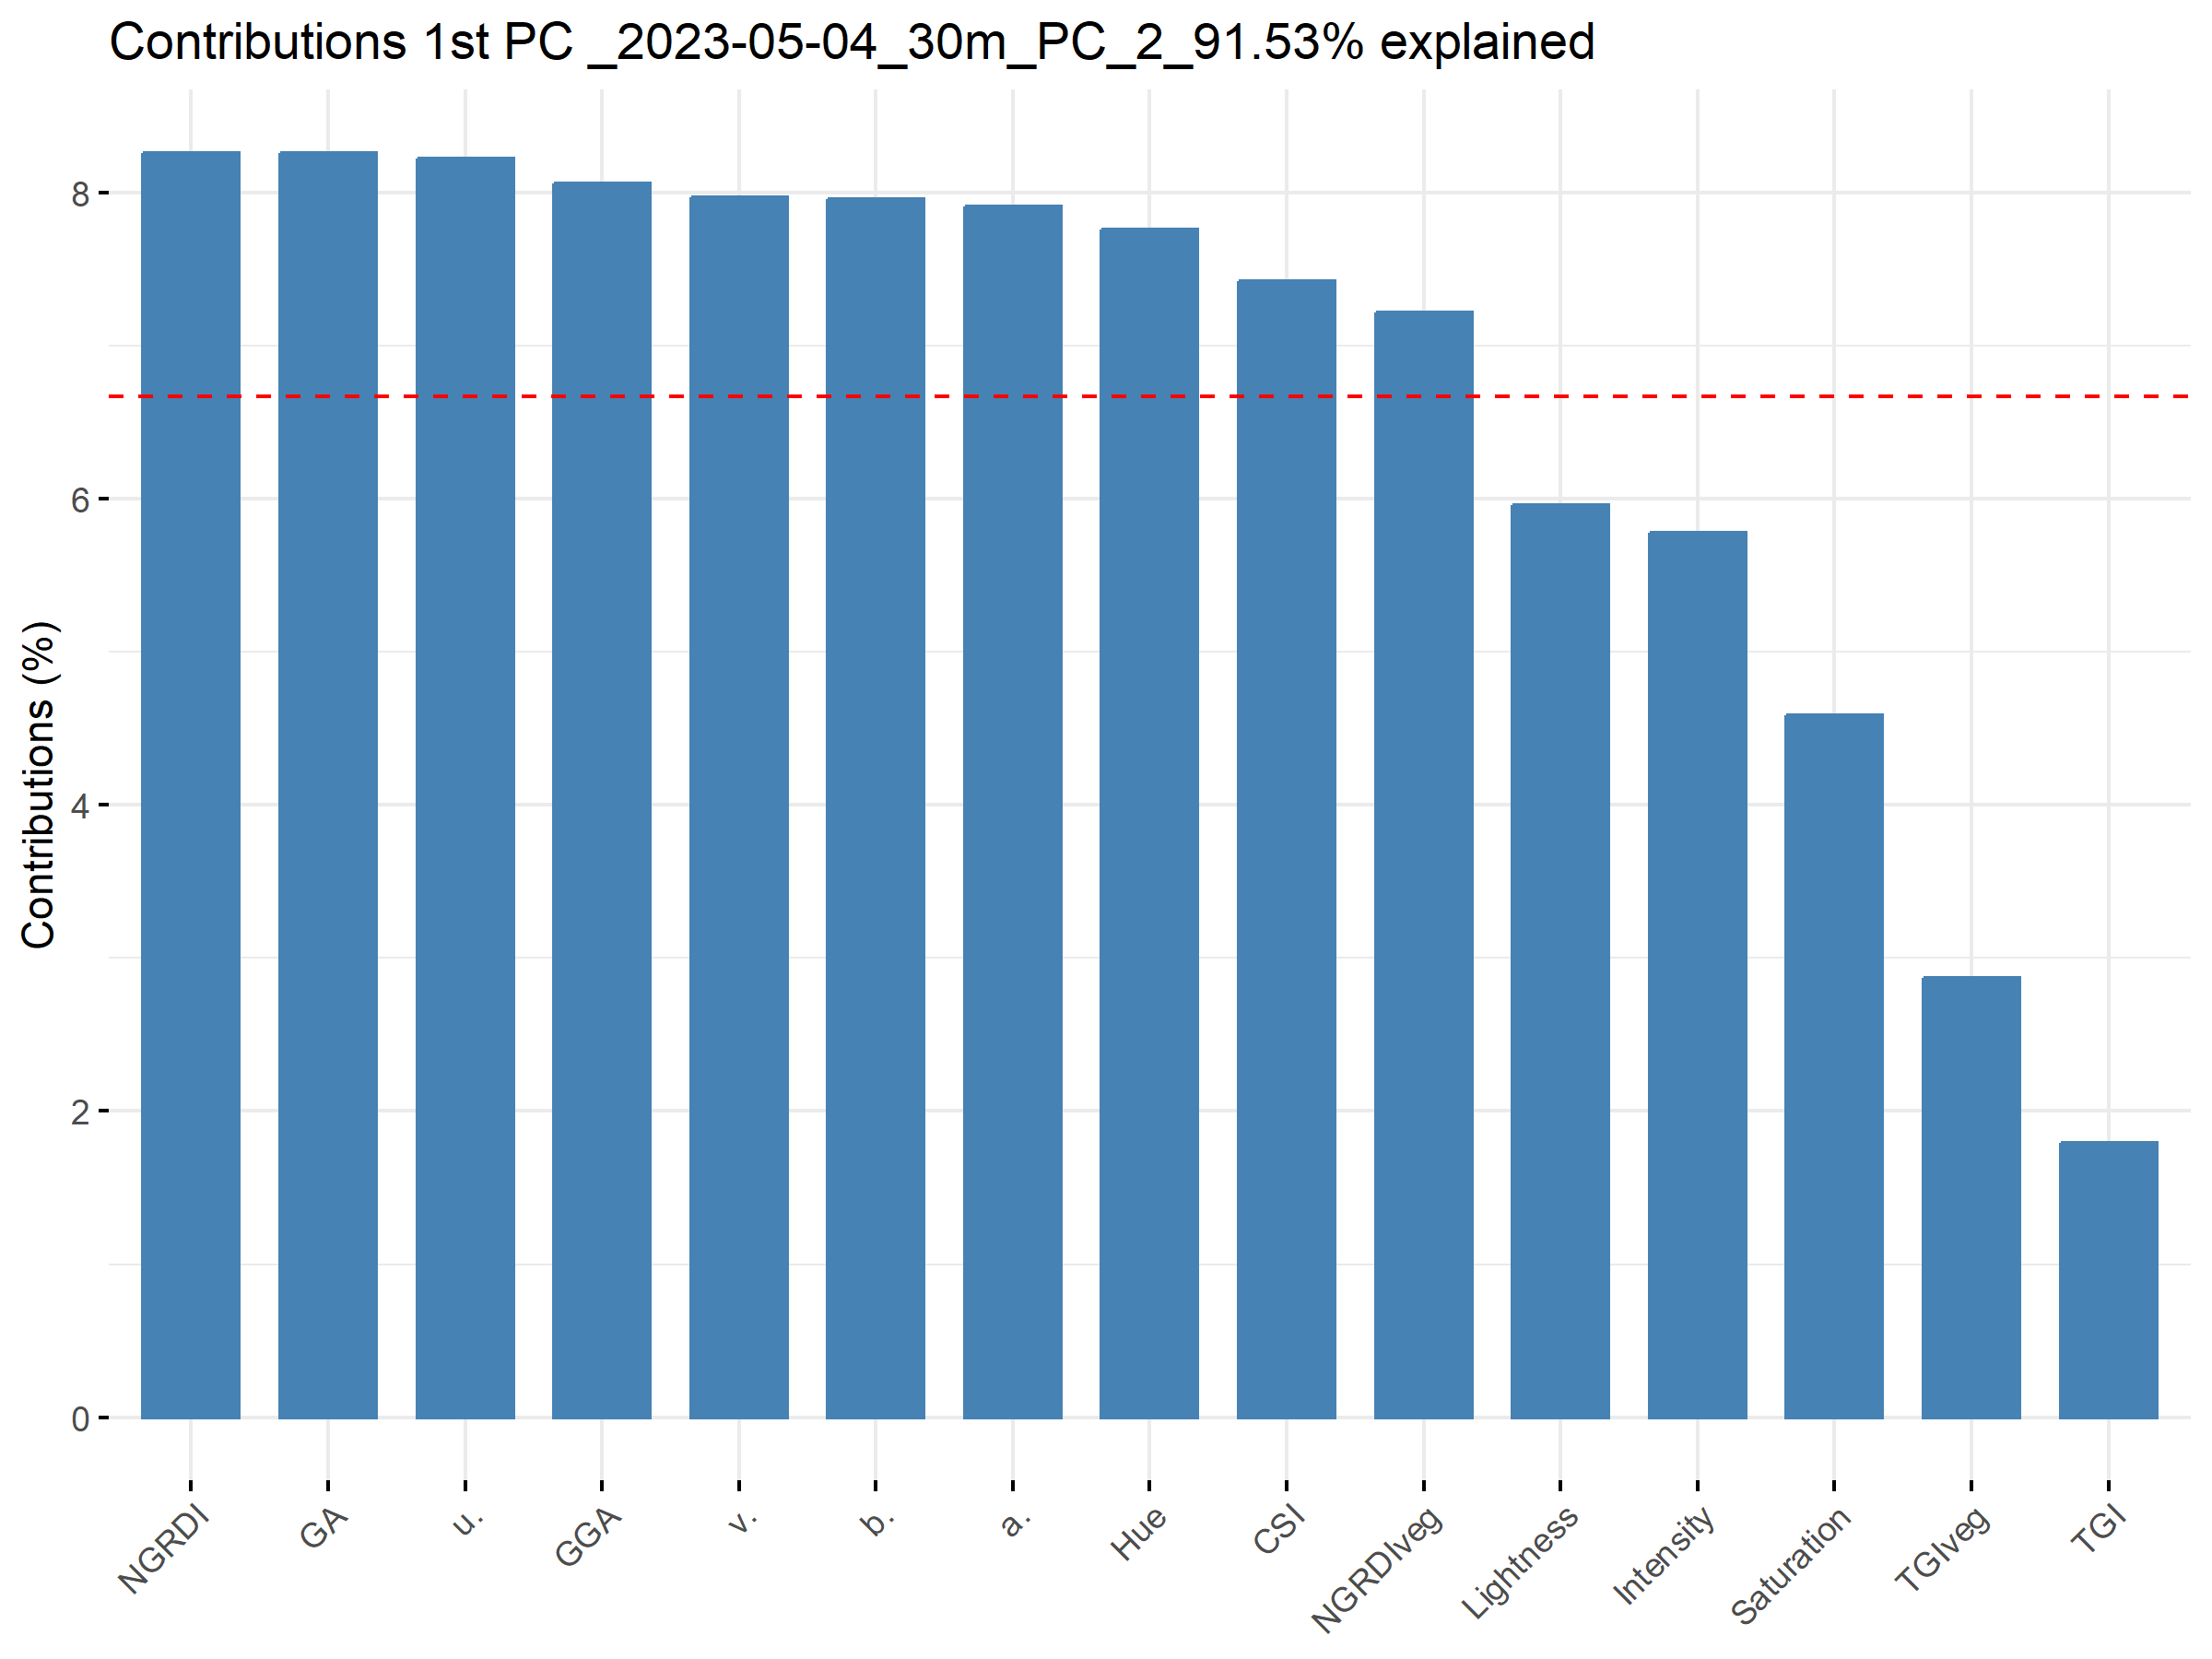 Contributions 1st PC _2023-05-04_30m_PC_2_91.53% explained
Contributions (%)
8
6
4
2
0
NGRDI
GA
u.
GGA
v.
b.
a.
Hue
CSI
NGRDIveg
Lightness
Intensity
Saturation
TGIveg
TGI